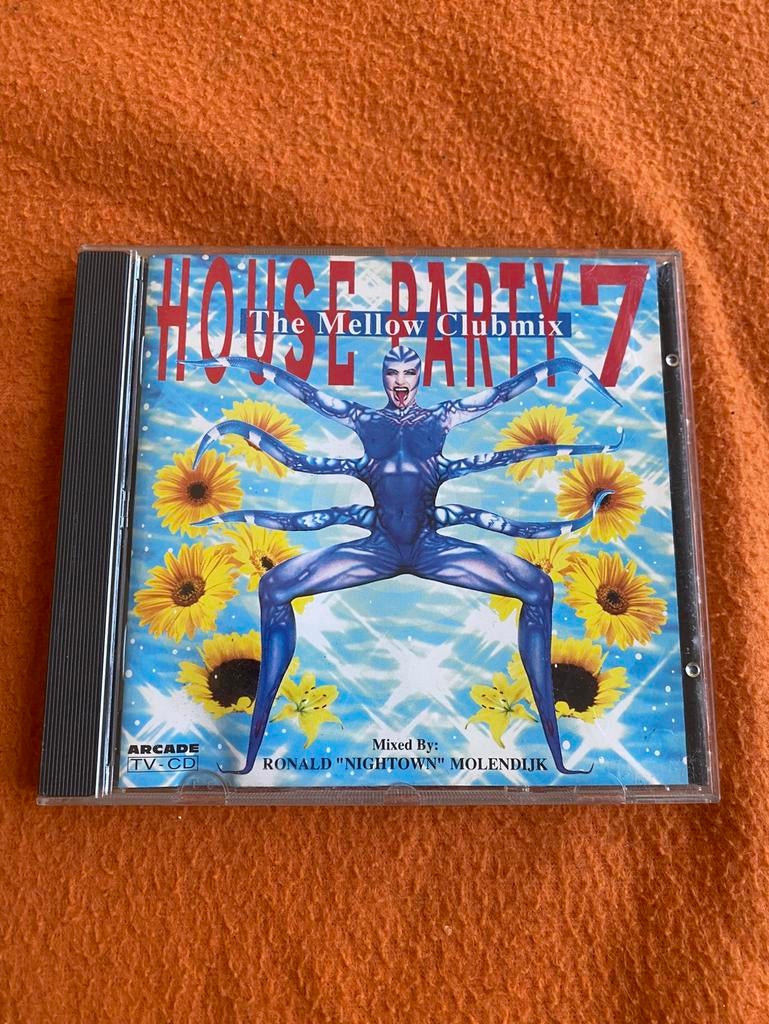 HOUSE PARTY 7
The Mellow Clubmix
ARCADE
TV-CD
Mixed By:
RONALD "NIGHTOWN" MOLENDIJK